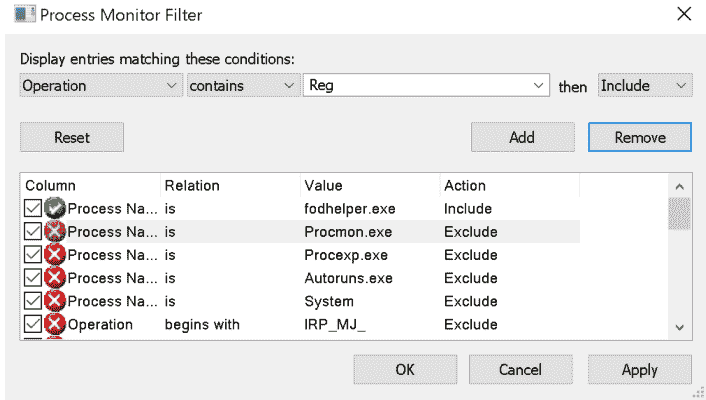 Process Monitor Filter
Display entries matching these conditions:
Operation contains Reg then Include
Reset Add Remove
Column Relation Value Action
Process Na... is fodhelper.exe Include
Process Na... is Procmon.exe Exclude
Process Na... is Procexp.exe Exclude
Process Na... is Autoruns.exe Exclude
Process Na... is System Exclude
Operation begins with IRP_MJ_ Exclude
OK Cancel Apply